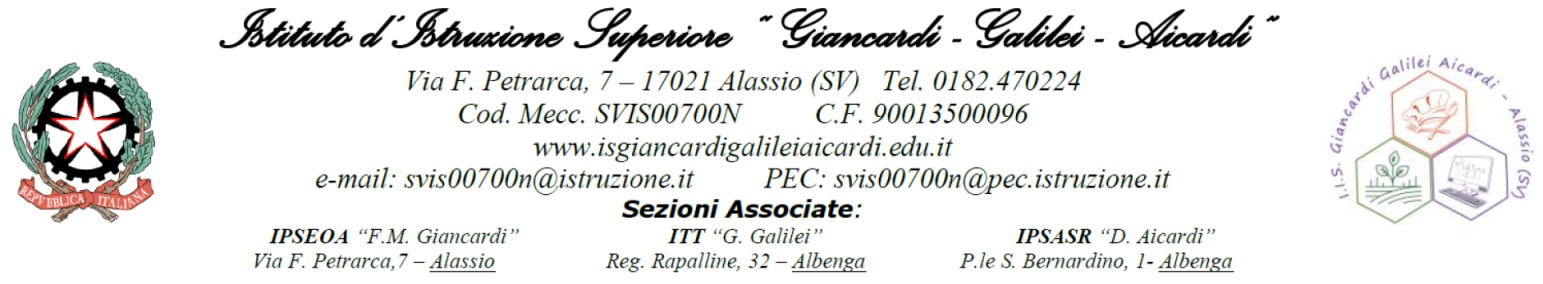 Istituto d'Istruzione Superiore "Giancardi - Galilei - Aicardi"
Via F. Petrarca, 7 – 17021 Alassio (SV) Tel. 0182.470224
Cod. Mecc. SVIS00700N C.F. 90013500096
www.isgiancardigalileiaicardi.edu.it
e-mail: svis00700n@istruzione.it PEC: svis00700n@pec.istruzione.it
Sezioni Associate:
IPSEOA “F.M. Giancardi” ITT “G. Galilei” IPSASR “D. Aicardi”
Via F. Petrarca,7 – Alassio Reg. Rapalline, 32 – Albenga P.le S. Bernardino, 1- Albenga
REPVBBLICA ITALIANA
I.I.S. Giancardi Galilei Aicardi - Alassio (SV)